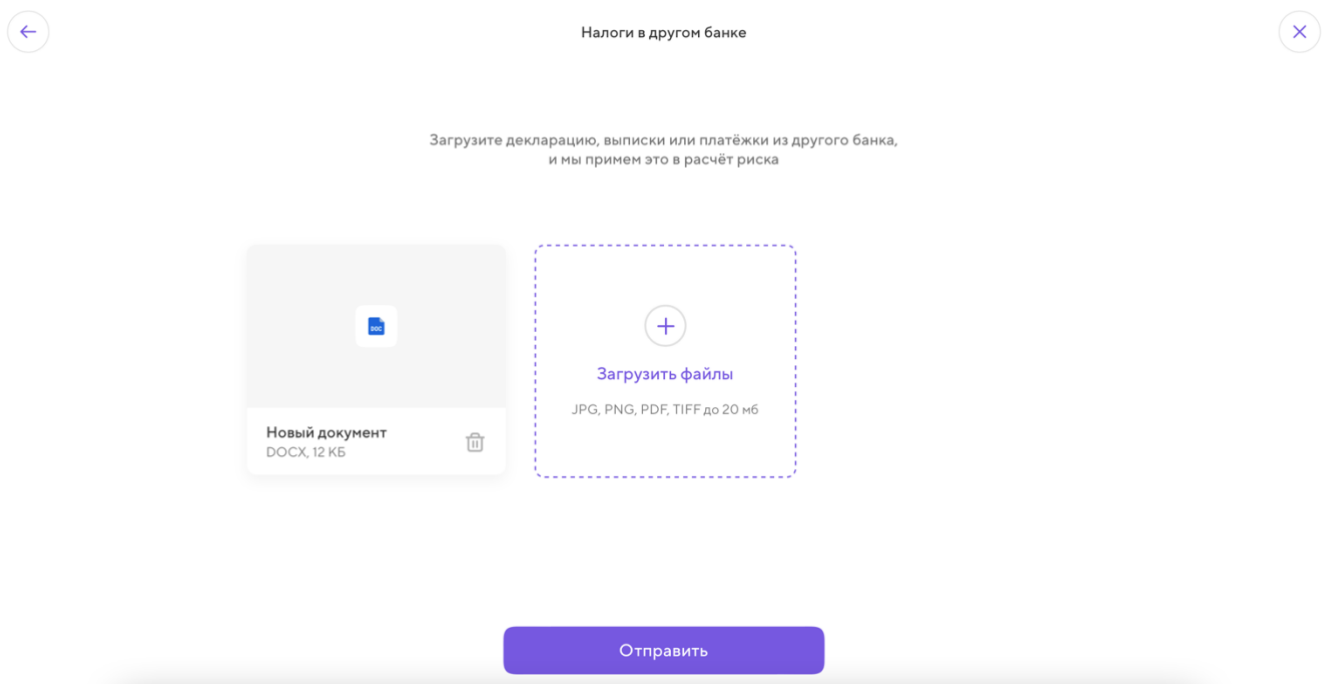 Налоги в другом банке
Загрузите декларацию, выписки или платёжки из другого банка,
и мы примем это в расчёт риска
DOC
Новый документ
DOCX, 12 КБ
Загрузить файлы
JPG, PNG, PDF, TIFF до 20 мб
Отправить